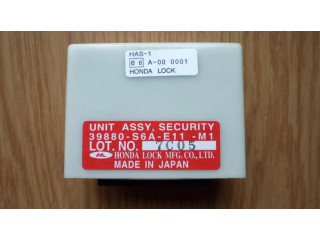 HAS-1
e6 A-00 0001
HONDA LOCK
UNIT ASSY, SECURITY
39880-S6A-E11 -M1
LOT. NO. 7C05
HONDA LOCK MFG. CO., LTD.
MADE IN JAPAN